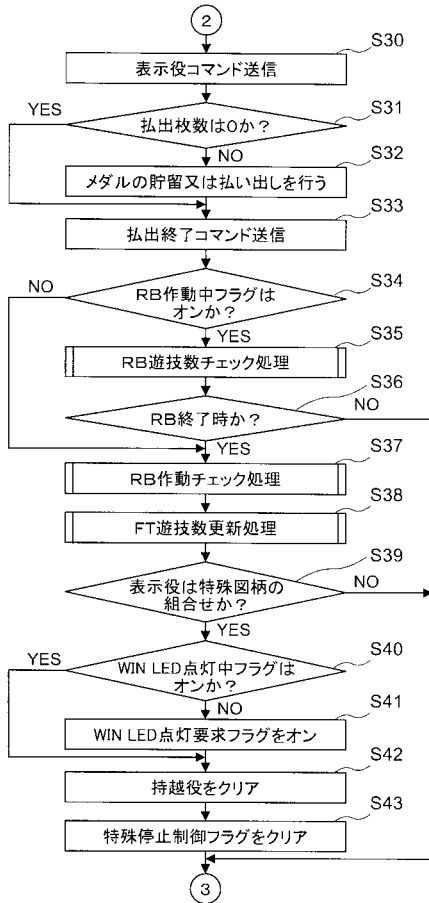 2
S30
表示役コマンド送信
S31
YES
払出枚数は0か?
NO
S32
メダルの貯留又は払い出しを行う
S33
払出終了コマンド送信
S34
NO
RB作動中フラグは
オンか?
YES
S35
RB遊技数チェック処理
S36
RB終了時か?
NO
YES
S37
RB作動チェック処理
S38
FT遊技数更新処理
S39
表示役は特殊図柄の
組合せか?
NO
YES
S40
YES
WIN LED点灯中フラグは
オンか?
NO
S41
WIN LED点灯要求フラグをオン
S42
持越役をクリア
S43
特殊停止制御フラグをクリア
3